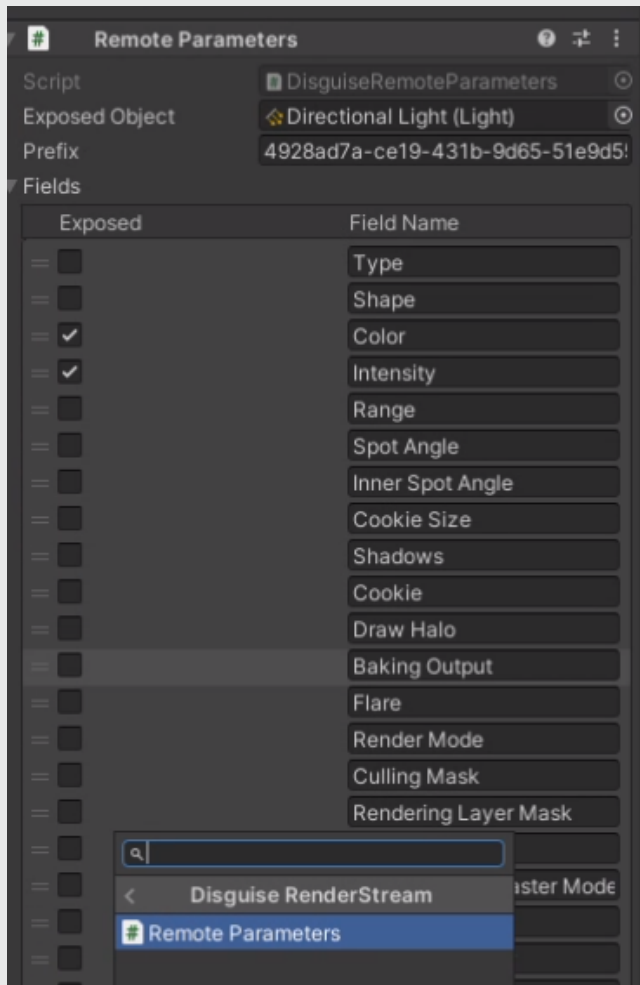 Remote Parameters
Script DisguiseRemoteParameters
Exposed Object Directional Light (Light)
Prefix 4928ad7a-ce19-431b-9d65-51e9d5
Fields
Exposed Field Name
Type
Shape
Color
Intensity
Range
Spot Angle
Inner Spot Angle
Cookie Size
Shadows
Cookie
Draw Halo
Baking Output
Flare
Render Mode
Culling Mask
Rendering Layer Mask
Disguise RenderStream
aster Mode
Remote Parameters